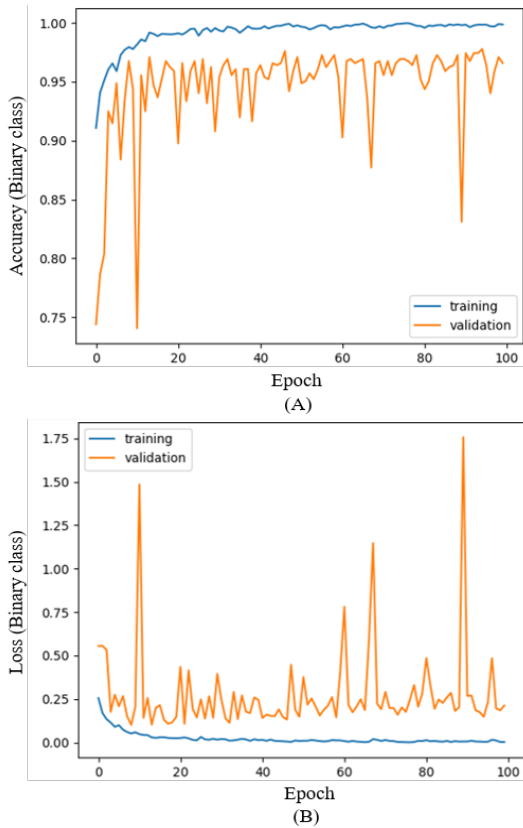 1.00
0.95
0.90
0.85
0.80
0.75
Accuracy (Binary class)
training
validation
0 20 40 60 80 100
Epoch
(A)
1.75
1.50
1.25
1.00
0.75
0.50
0.25
0.00
Loss (Binary class)
training
validation
0 20 40 60 80 100
Epoch
(B)